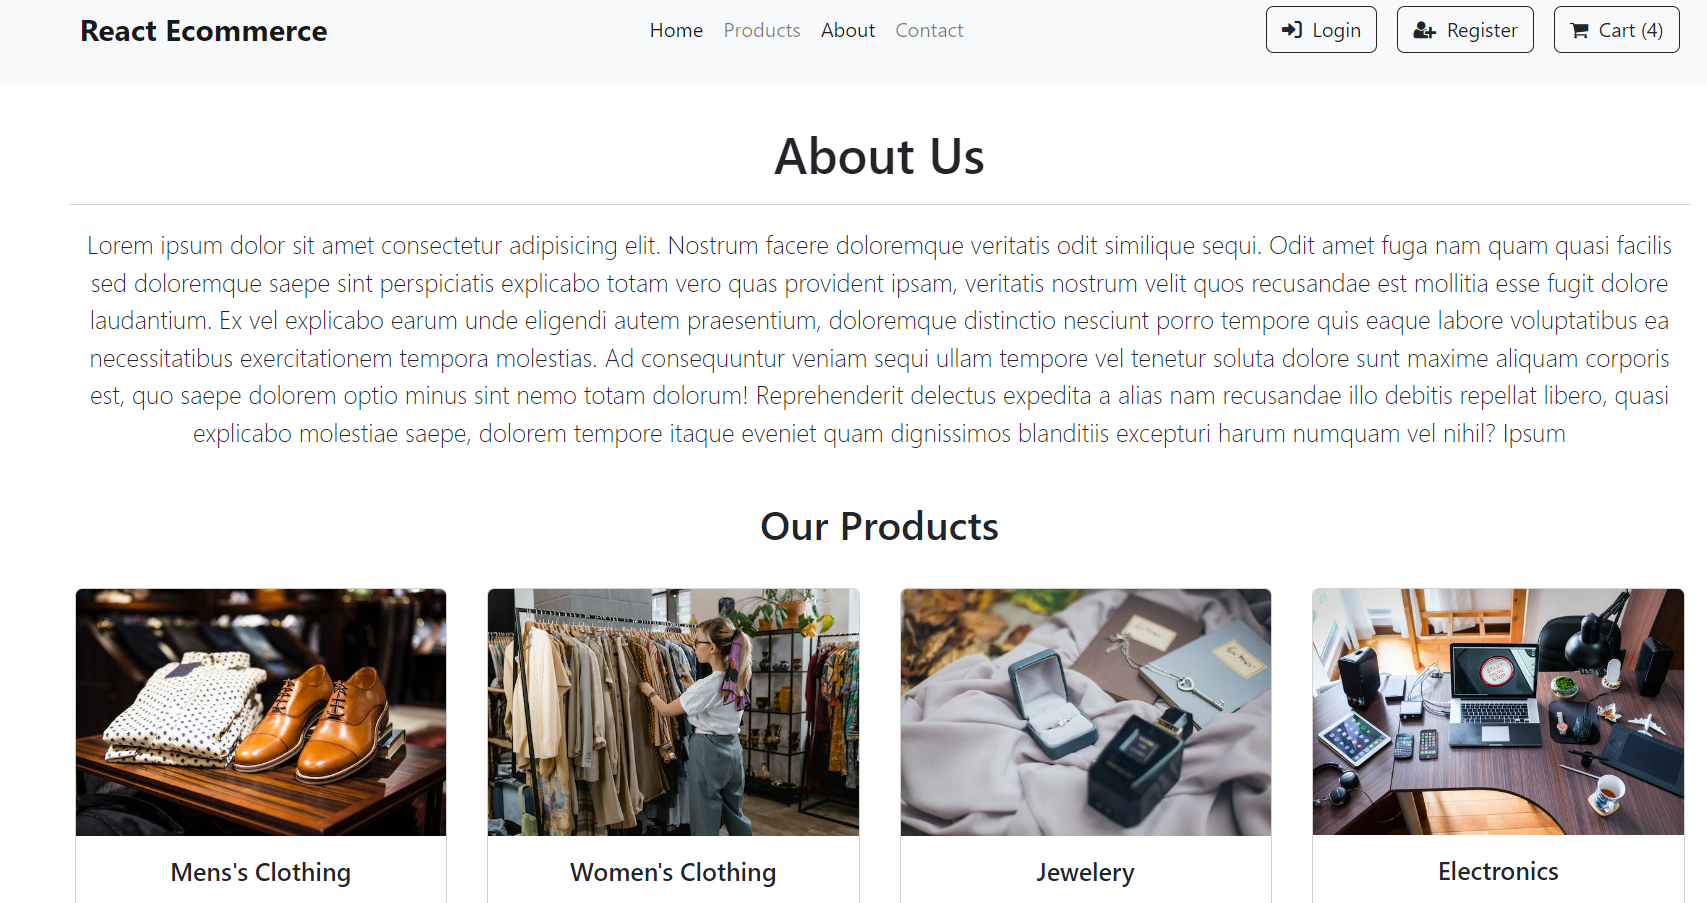 React Ecommerce
Home Products About Contact
Login Register Cart (4)
About Us
Lorem ipsum dolor sit amet consectetur adipisicing elit. Nostrum facere doloremque veritatis odit similique sequi. Odit amet fuga nam quam quasi facilis
sed doloremque saepe sint perspiciatis explicabo totam vero quas provident ipsam, veritatis nostrum velit quos recusandae est mollitia esse fugit dolore
laudantium. Ex vel explicabo earum unde eligendi autem praesentium, doloremque distinctio nesciunt porro tempore quis eaque labore voluptatibus ea
necessitatibus exercitationem tempora molestias. Ad consequuntur veniam sequi ullam tempore vel tenetur soluta dolore sunt maxime aliquam corporis
est, quo saepe dolorem optio minus sint nemo totam dolorum! Reprehenderit delectus expedita a alias nam recusandae illo debitis repellat libero, quasi
explicabo molestiae saepe, dolorem tempore itaque eveniet quam dignissimos blanditiis excepturi harum numquam vel nihil? Ipsum
Our Products
START
STOP
Mens's Clothing
Women's Clothing
Jewelery
Electronics